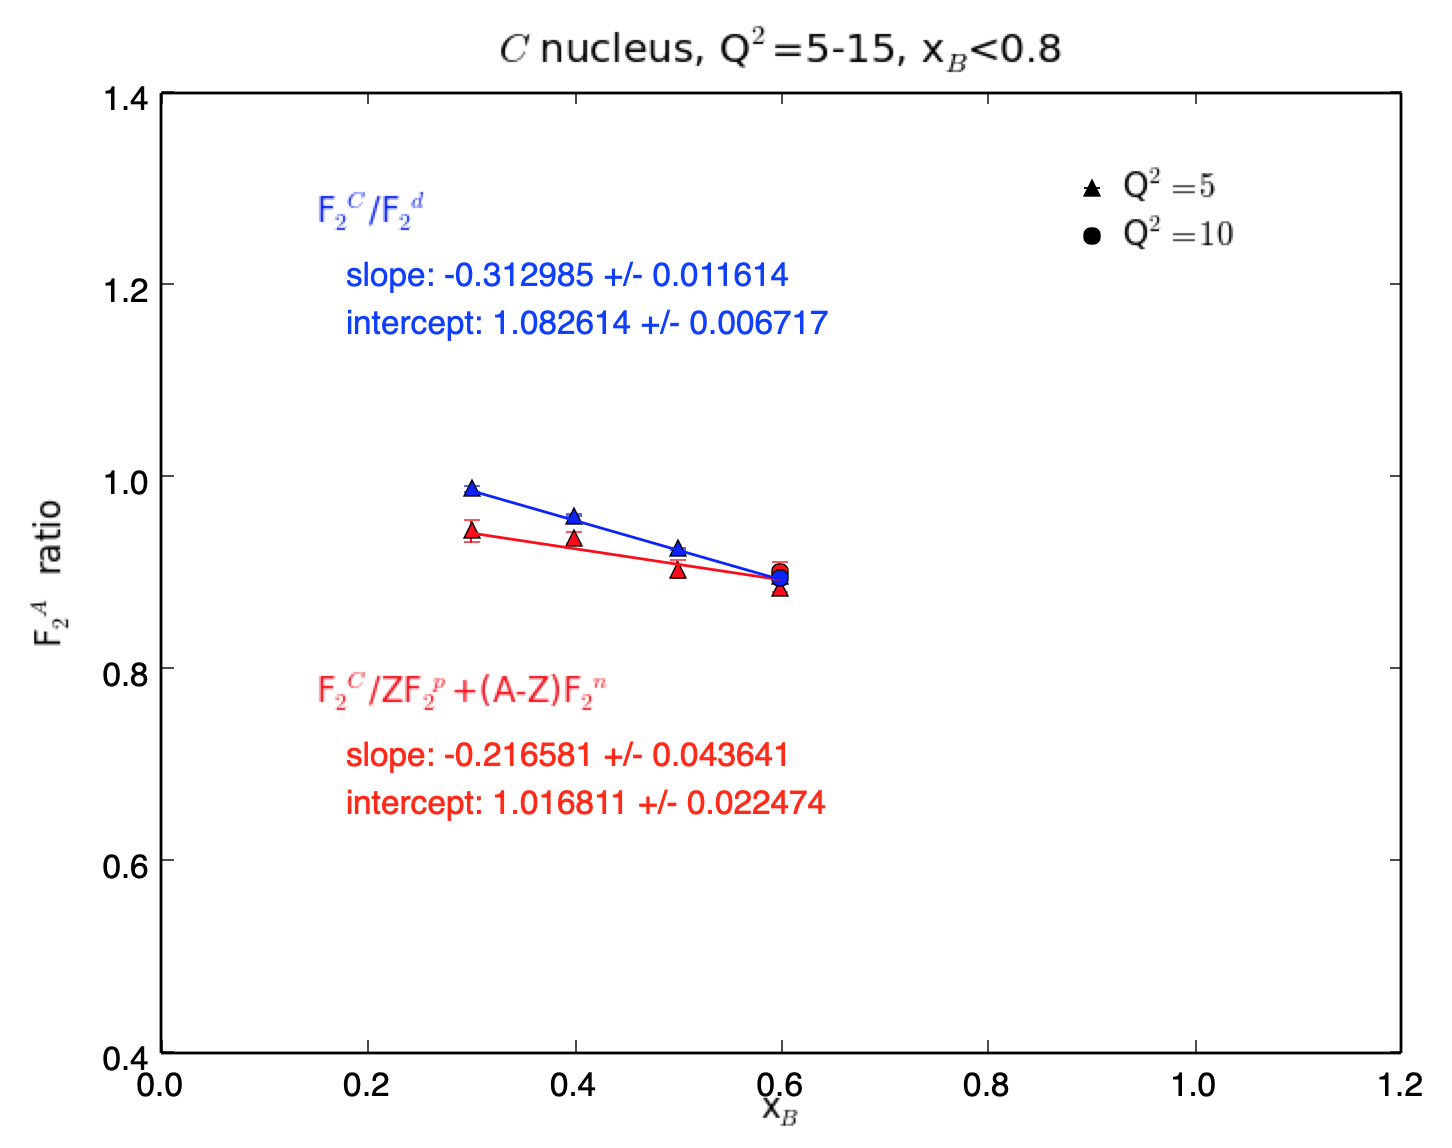 C nucleus, Q²=5-15, x_B<0.8
1.4
1.2
1.0
0.8
0.6
0.4
F₂^A ratio
F₂^C/F₂^d
slope: -0.312985 +/- 0.011614
intercept: 1.082614 +/- 0.006717
Q² =5
Q² =10
F₂^C/ZF₂^p+(A-Z)F₂^n
slope: -0.216581 +/- 0.043641
intercept: 1.016811 +/- 0.022474
0.0 0.2 0.4 0.6 0.8 1.0 1.2
x_B